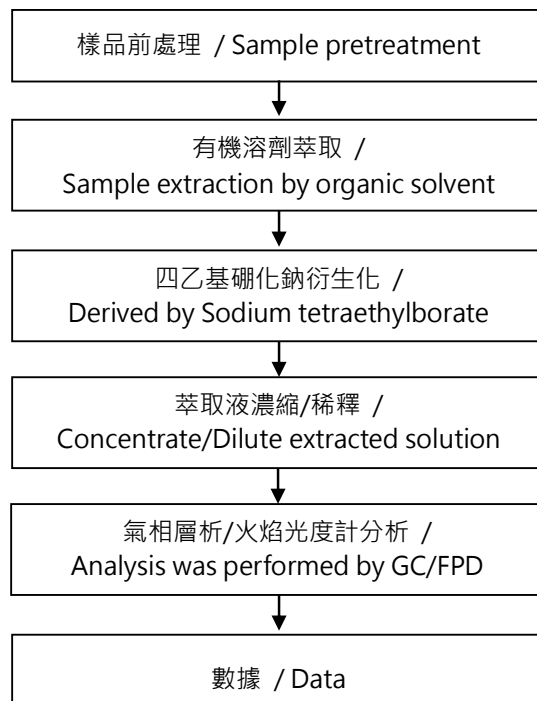 樣品前處理 / Sample pretreatment
有機溶劑萃取 /
Sample extraction by organic solvent
四乙基硼化鈉衍生化 /
Derived by Sodium tetraethylborate
萃取液濃縮/稀釋 /
Concentrate/Dilute extracted solution
氣相層析/火焰光度計分析 /
Analysis was performed by GC/FPD
數據 / Data